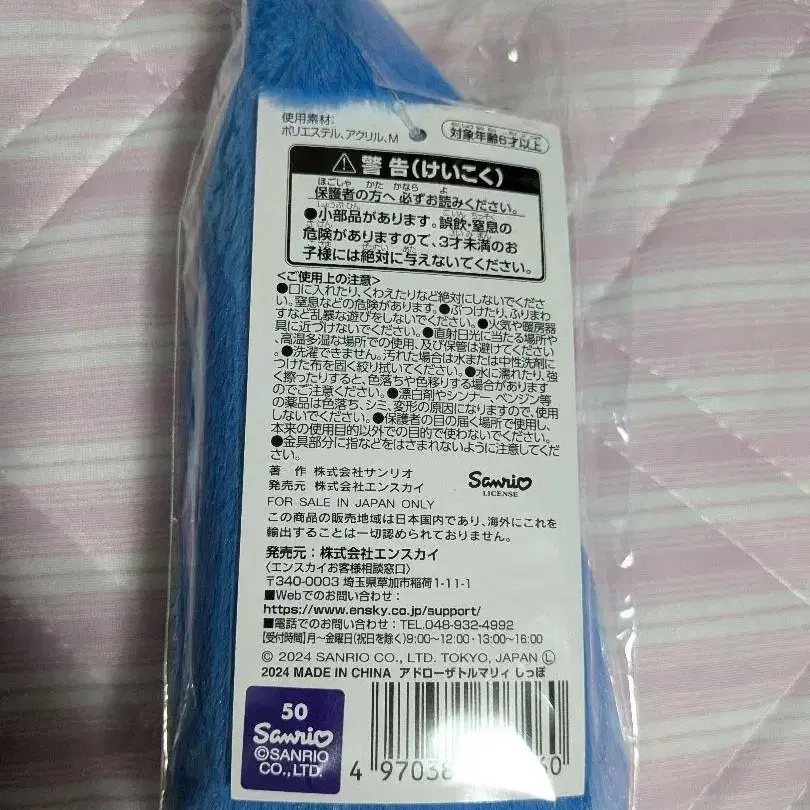 使用素材:
ポリエステル、アクリル、M
対象年齢6才以上
⚠警告(けいこく)
保護者の方へ必ずお読みください。
●小部品があります。誤飲・窒息の
危険がありますので、3才未満のお
子様には絶対に与えないでください。
<ご使用上の注意>
●口に入れたり、くわえたりなど絶対にしないでくださ
い。窒息などの危険があります。●ぶつけたり、ふりまわ
すなど乱暴な遊びをしないでください。●火気や暖房器
具に近づけないでください。●直射日光に当たる場所や
、高温多湿な場所での使用、及び保管は避けてください
。●洗濯できません。汚れた場合は水または中性洗剤に
つけた布を固く絞り拭いてください。●水に濡れたり、強
く擦ったりすると、色落ちや色移りする場合があります
のでご注意ください。●漂白剤やシンナー、ベンジン等
の薬品は色落ち、シミ、変形の原因になりますので、使用
しないでください。●保護者の目の届く場所で使用し、
本来の使用目的以外での目的で使わないでください。
●金具部分に指などをはさまれないように注意してくだ
さい。
著作 株式会社サンリオ
発売元 株式会社エンスカイ
Sanrio
LICENSE
FOR SALE IN JAPAN ONLY
この商品の販売地域は日本国内であり、海外にこれを
輸出することは一切認められておりません。
発売元:株式会社エンスカイ
〈エンスカイお客様相談窓口〉
〒340-0003 埼玉県草加市稲荷1-11-1
■Webでのお問い合わせ:
https://www.ensky.co.jp/support/
■電話でのお問い合わせ:TEL.048-932-4992
【受付時間】月~金曜日(祝日を除く)9:00~12:00・13:00~16:00
© 2024 SANRIO CO., LTD. TOKYO, JAPAN Ⓛ
2024 MADE IN CHINA アドローザトルマリィ しっぽ
50
Sanrio
©SANRIO
CO., LTD.
4 97038 60